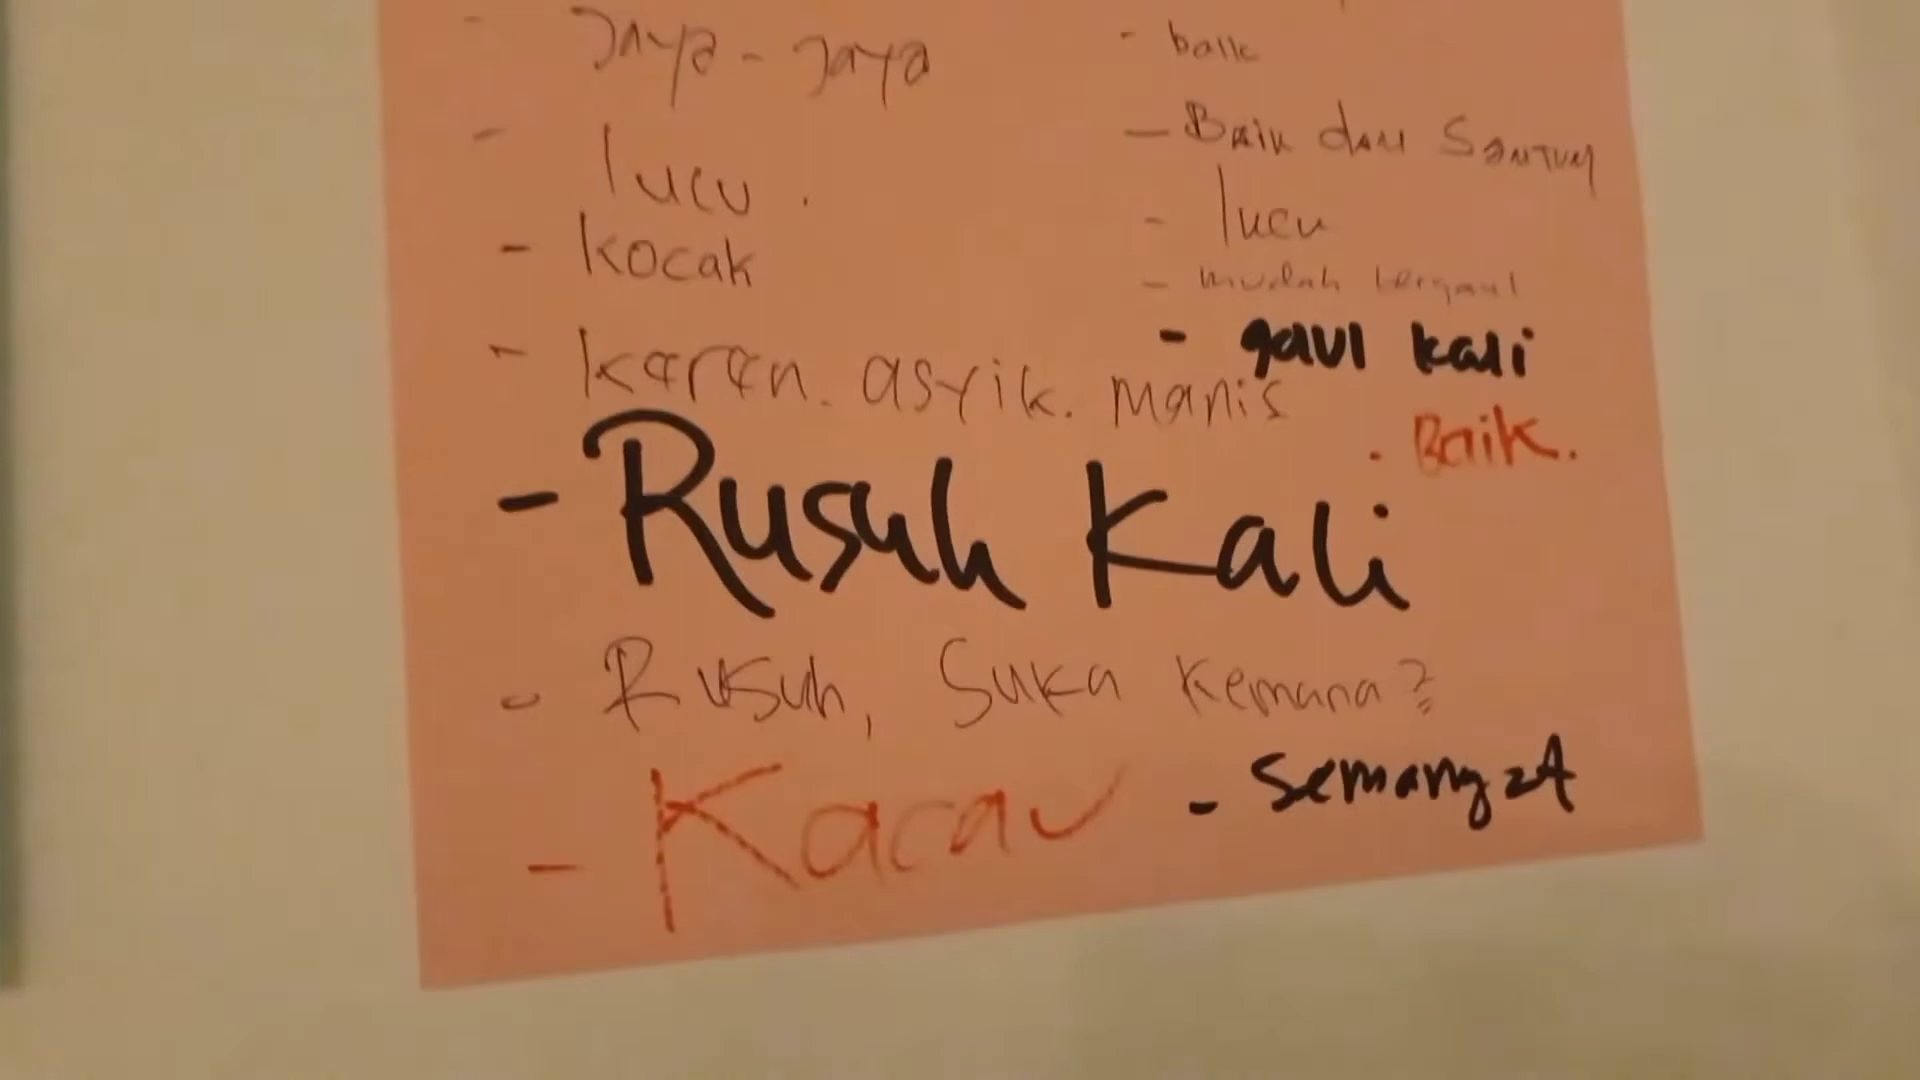 - Jaya - Jaya
- lucu .
- Kocak
- Keren. asyik. manis
- Rusuh Kali
- Rusuh, Suka Kemana?
- Kacau
- baik
- Baik dan Santun
- lucu
- mudah bergaul
- gaul kali
. Baik.
- Semangat